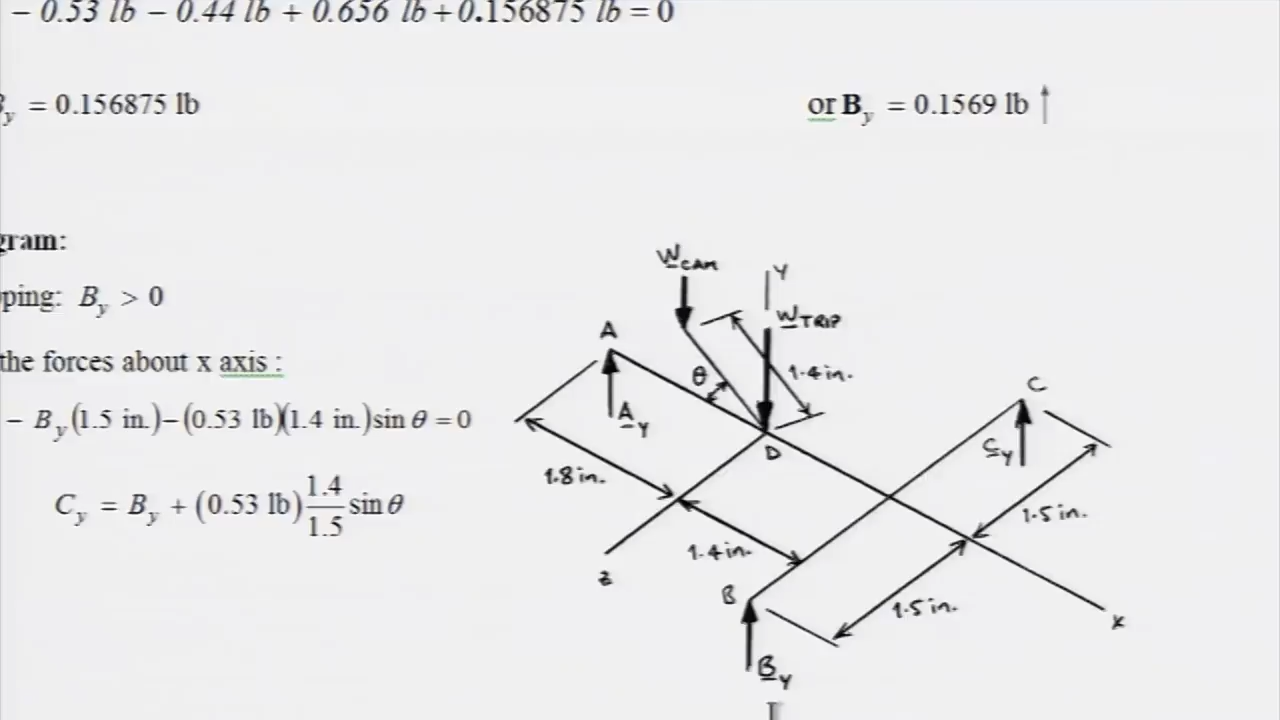 − 0.53 lb − 0.44 lb + 0.656 lb + 0.156875 lb = 0
B_y = 0.156875 lb
or B_y = 0.1569 lb ↑
gram:
pping: B_y > 0
the forces about x axis :
− B_y(1.5 in.)−(0.53 lb)(1.4 in.)sin θ = 0
C_y = B_y + (0.53 lb) 1.4/1.5 sin θ
W_CAM
Y
W_TRIP
A
θ
1.4 in.
C
A_Y
C_Y
D
1.8 in.
1.5 in.
1.4 in.
z
B
1.5 in.
x
B_Y